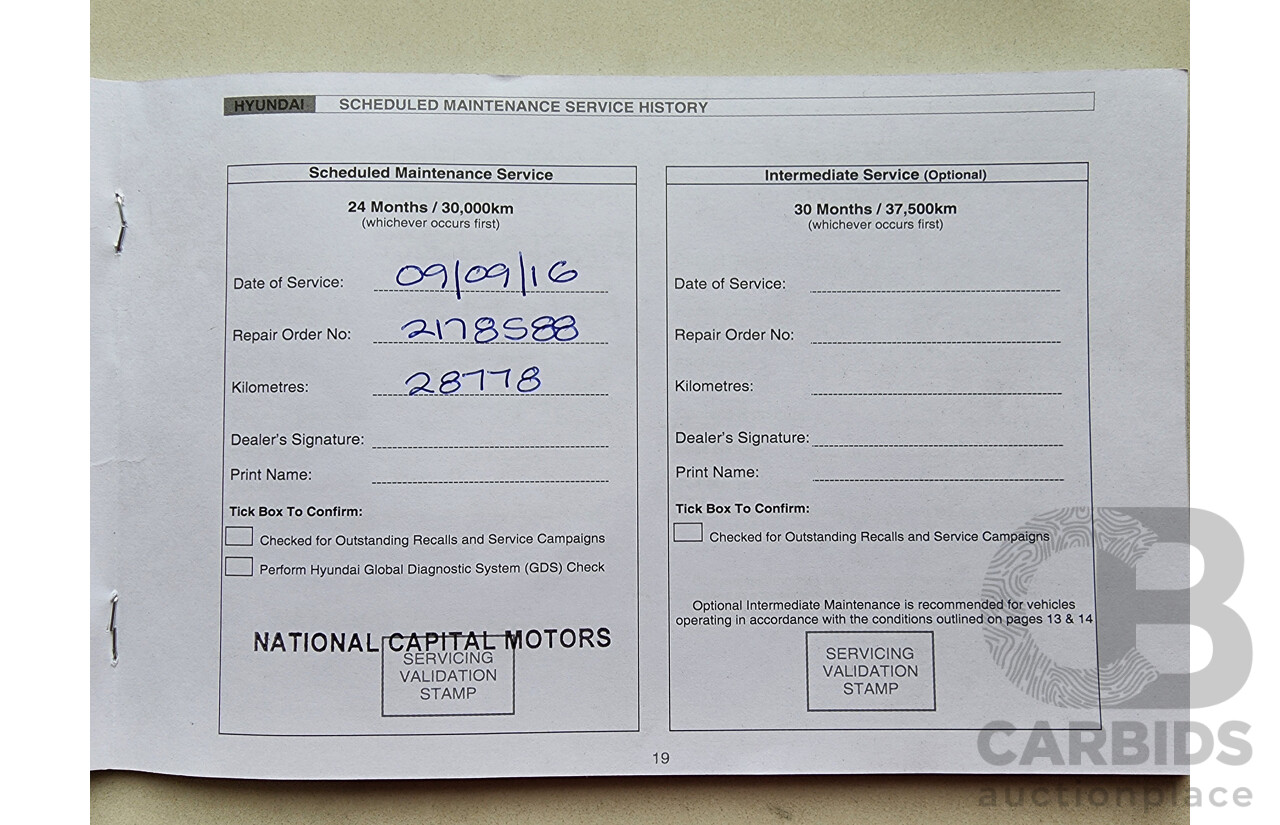 HYUNDAI SCHEDULED MAINTENANCE SERVICE HISTORY
Scheduled Maintenance Service
24 Months / 30,000km
(whichever occurs first)
Date of Service: 09/09/16
Repair Order No: 2178588
Kilometres: 28778
Dealer's Signature:
Print Name:
Tick Box To Confirm:
Checked for Outstanding Recalls and Service Campaigns
Perform Hyundai Global Diagnostic System (GDS) Check
NATIONAL CAPITAL MOTORS
SERVICING
VALIDATION
STAMP
Intermediate Service (Optional)
30 Months / 37,500km
(whichever occurs first)
Date of Service:
Repair Order No:
Kilometres:
Dealer's Signature:
Print Name:
Tick Box To Confirm:
Checked for Outstanding Recalls and Service Campaigns
Optional Intermediate Maintenance is recommended for vehicles
operating in accordance with the conditions outlined on pages 13 & 14
SERVICING
VALIDATION
STAMP
19
CB
CARBIDS
auctionplace